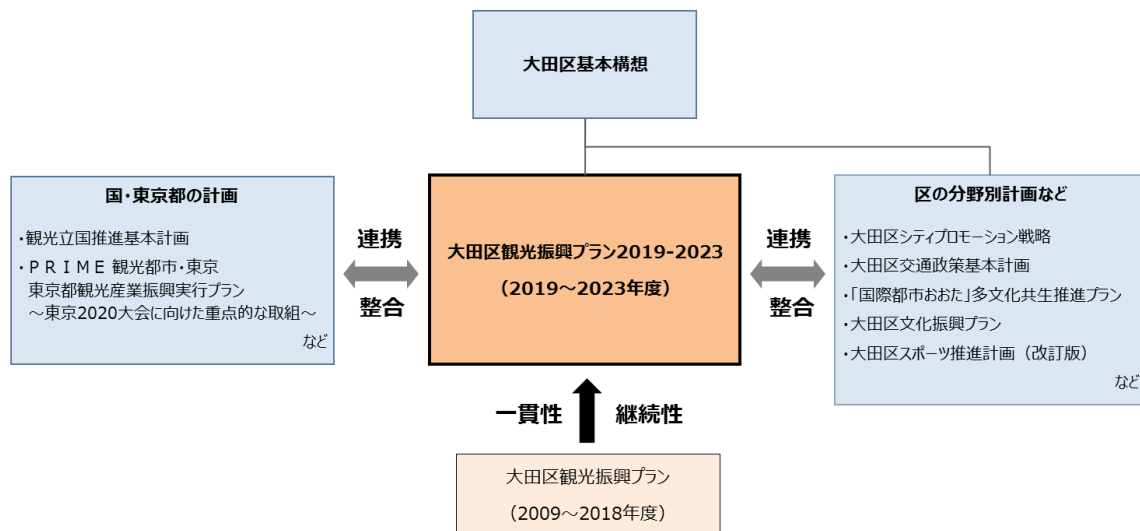 大田区基本構想
国・東京都の計画
・観光立国推進基本計画
・ＰＲＩＭＥ 観光都市・東京
東京都観光産業振興実行プラン
～東京2020大会に向けた重点的な取組～
など
連携
整合
大田区観光振興プラン2019-2023
（2019～2023年度）
連携
整合
区の分野別計画など
・大田区シティプロモーション戦略
・大田区交通政策基本計画
・「国際都市おおた」多文化共生推進プラン
・大田区文化振興プラン
・大田区スポーツ推進計画（改訂版）
など
一貫性 継続性
大田区観光振興プラン
（2009～2018年度）